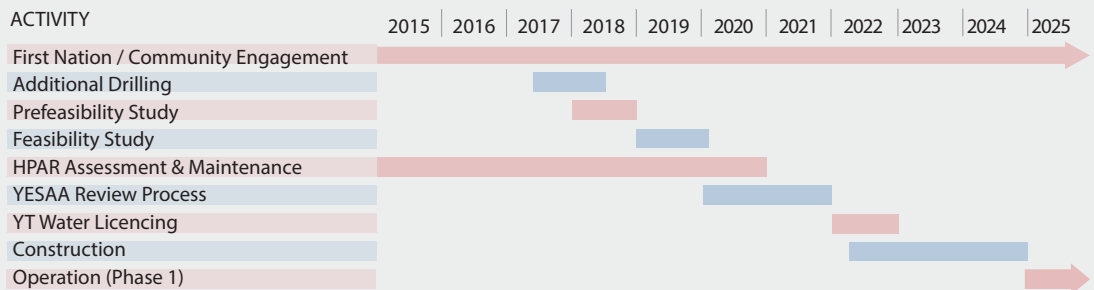 ACTIVITY 2015 2016 2017 2018 2019 2020 2021 2022 2023 2024 2025
First Nation / Community Engagement
Additional Drilling
Prefeasibility Study
Feasibility Study
HPAR Assessment & Maintenance
YESAA Review Process
YT Water Licencing
Construction
Operation (Phase 1)